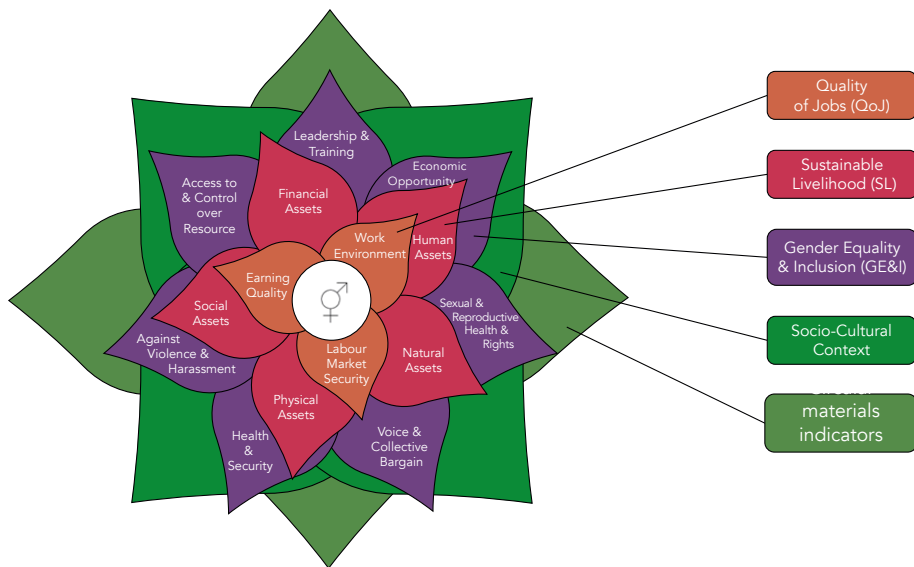 Leadership &
Training
Economic
Opportunity
Access to
& Control
over
Resource
Financial
Assets
Work
Environment
Human
Assets
Earning
Quality
Social
Assets
Sexual &
Reproductive
Health &
Rights
Against
Violence &
Harassment
Labour
Market
Security
Natural
Assets
Physical
Assets
Health
&
Security
Voice &
Collective
Bargain
Quality
of Jobs (QoJ)
Sustainable
Livelihood (SL)
Gender Equality
& Inclusion (GE&I)
Socio-Cultural
Context
materials
indicators